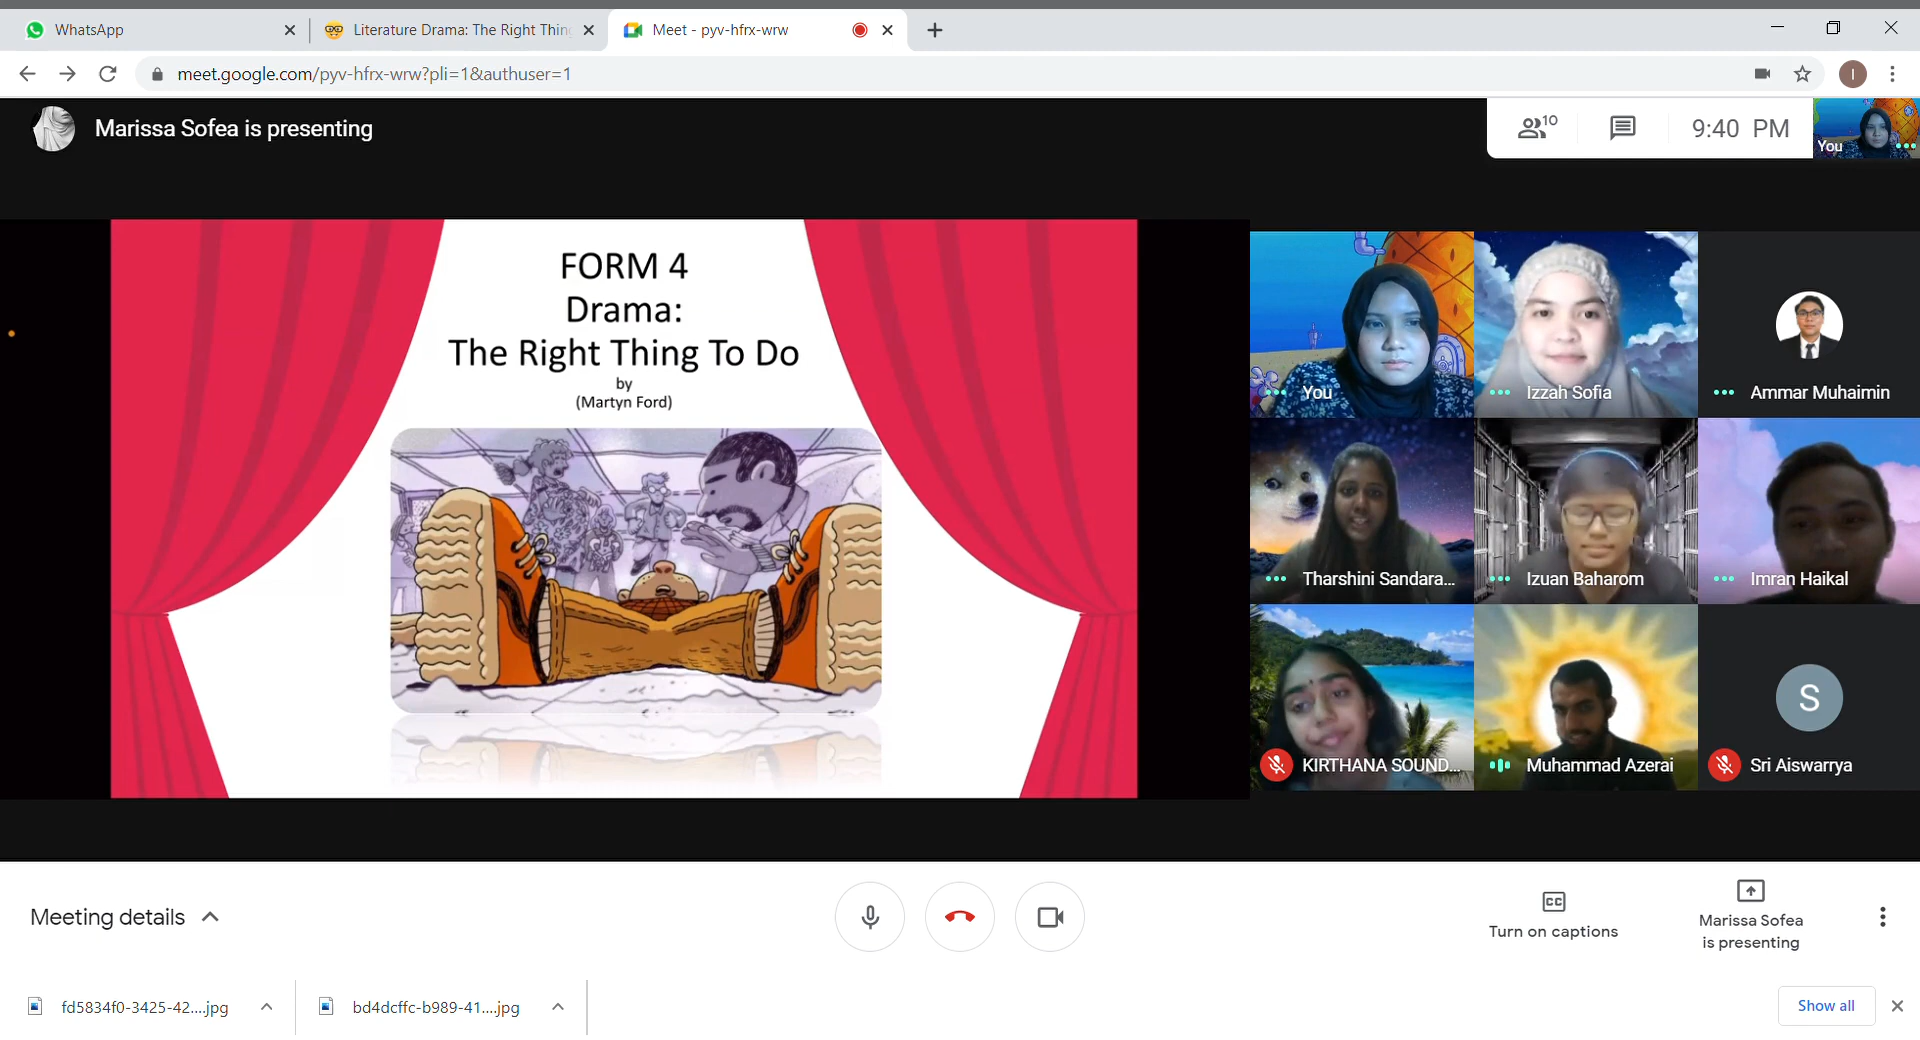 WhatsApp
Literature Drama: The Right Thin
Meet - pyv-hfrx-wrw
meet.google.com/pyv-hfrx-wrw?pli=1&authuser=1
I
Marissa Sofea is presenting
10
9:40 PM
You
FORM 4
Drama:
The Right Thing To Do
by
(Martyn Ford)
You
Izzah Sofia
Ammar Muhaimin
Tharshini Sandara...
Izuan Baharom
Imran Haikal
KIRTHANA SOUND...
Muhammad Azerai
S
Sri Aiswarrya
Meeting details
CC
Turn on captions
Marissa Sofea
is presenting
fd5834f0-3425-42....jpg
bd4dcffc-b989-41....jpg
Show all